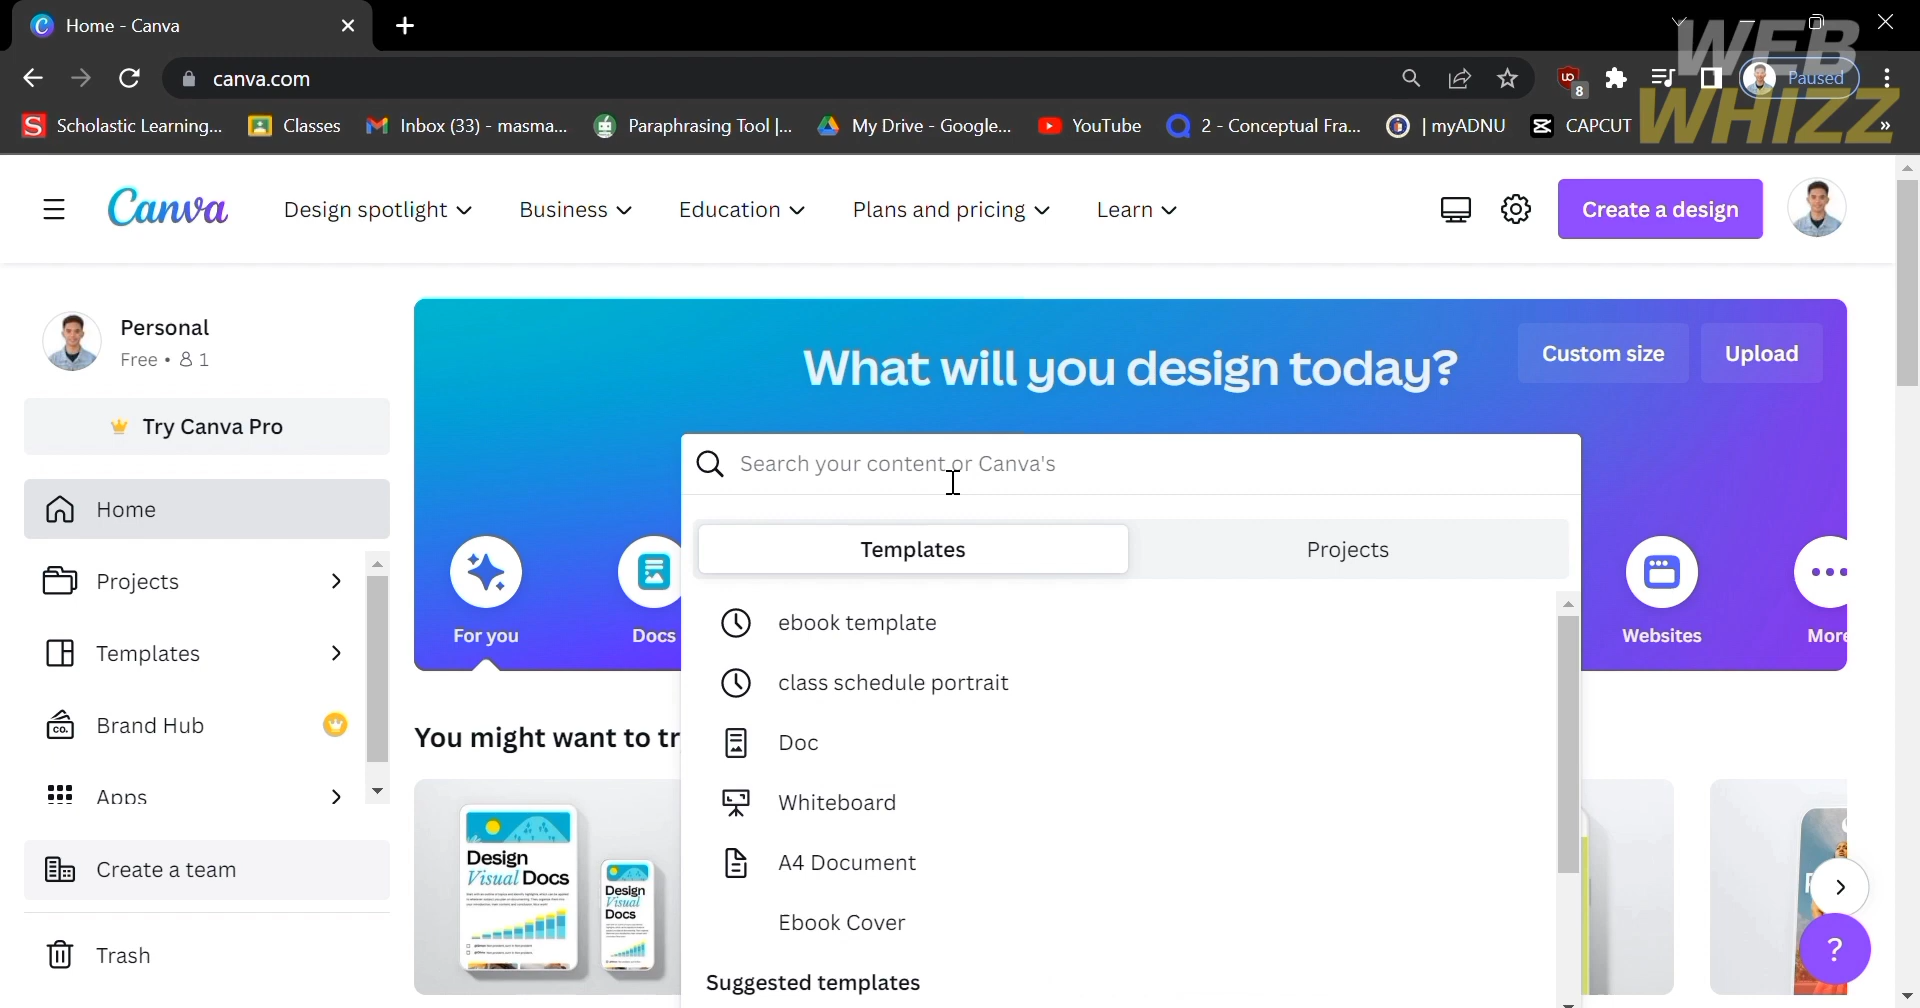 Home - Canva
WEB
WHIZZ
canva.com
8
Paused
Scholastic Learning...
Classes
Inbox (33) - masma...
Paraphrasing Tool |...
My Drive - Google...
YouTube
2 - Conceptual Fra...
| myADNU
CAPCUT
»
Canva
Design spotlight
Business
Education
Plans and pricing
Learn
Create a design
Personal
Free • 1
Try Canva Pro
Home
Projects
Templates
Brand Hub
Apps
Create a team
Trash
What will you design today?
Custom size
Upload
Search your content or Canva's
Templates
Projects
For you
Docs
Websites
More
ebook template
class schedule portrait
Doc
Whiteboard
A4 Document
Ebook Cover
Suggested templates
You might want to tr
Design
Visual Docs
Design
Visual
Docs
?